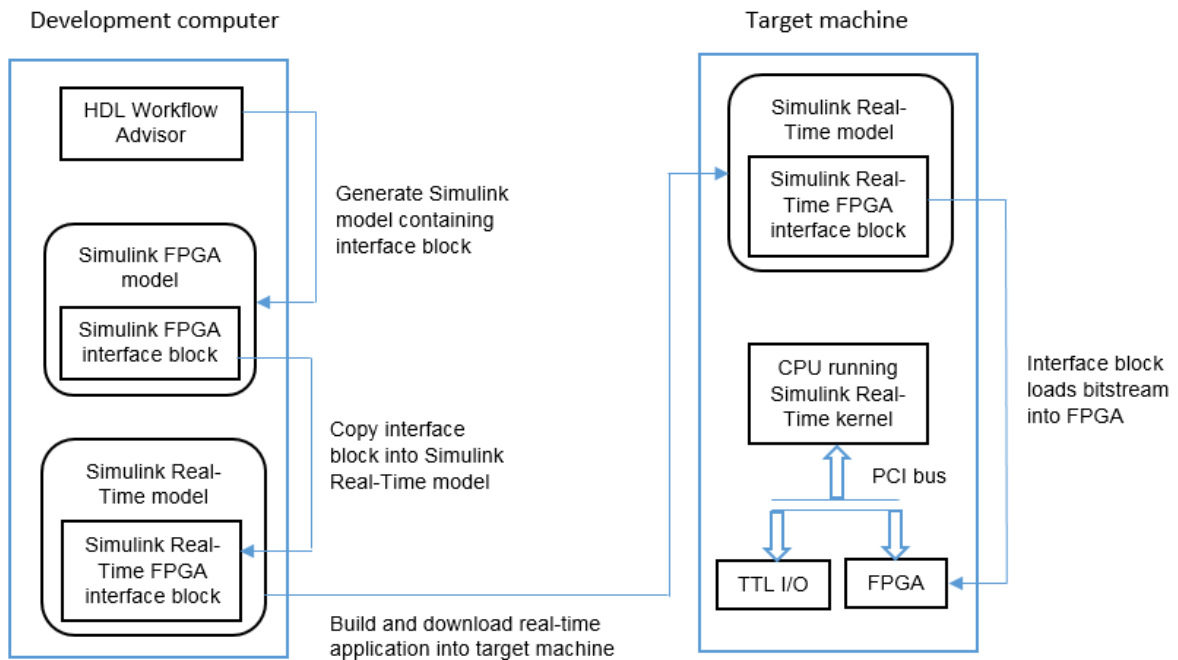 Development computer
HDL Workflow
Advisor
Generate Simulink
model containing
interface block
Simulink FPGA
model
Simulink FPGA
interface block
Copy interface
block into Simulink
Real-Time model
Simulink Real-
Time model
Simulink Real-
Time FPGA
interface block
Build and download real-time
application into target machine
Target machine
Simulink Real-
Time model
Simulink Real-
Time FPGA
interface block
CPU running
Simulink Real-
Time kernel
PCI bus
TTL I/O
FPGA
Interface block
loads bitstream
into FPGA